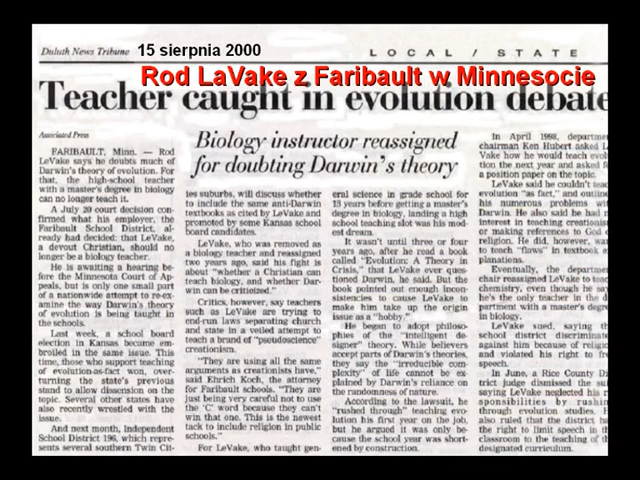 Duluth News Tribune 15 sierpnia 2000 LOCAL / STATE
Rod LaVake z Faribault w Minnesocie
Teacher caught in evolution debate
Associated Press
FARIBAULT, Minn. — Rod
LaVake says he doubts much of
Darwin's theory of evolution. For
that, the high-school teacher
with a master's degree in biology
can no longer teach it.
A July 20 court decision con-
firmed what his employer, the
Faribault School District, al-
ready had decided: that LeVake,
a devout Christian, should no
longer be a biology teacher.
He is awaiting a hearing be-
fore the Minnesota Court of Ap-
peals, but is only one small part
of a nationwide attempt to re-ex-
amine the way Darwin's theory
of evolution is being taught in
the schools.
Last week, a school board
election in Kansas became em-
broiled in the same issue. This
time, those who support teaching
of evolution-as-fact won, over-
turning the state's previous
stand to allow dissension on the
topic. Several other states have
also recently wrestled with the
issue.
And next month, Independent
School District 196, which repre-
sents several southern Twin Cit-
Biology instructor reassigned
for doubting Darwin's theory
ies suburbs, will discuss whether
to include the same anti-Darwin
textbooks as cited by LeVake and
promoted by some Kansas school
board candidates.
LeVake, who was removed as
a biology teacher and reassigned
two years ago, said his fight is
about "whether a Christian can
teach biology, and whether Dar-
win can be criticized."
Critics, however, say teachers
such as LeVake are trying to
end-run laws separating church
and state in a veiled attempt to
teach a brand of "pseudoscience"
creationism.
"They are using all the same
arguments as creationists have,"
said Ehrich Koch, the attorney
for Faribault schools. "They are
just being very careful not to use
the 'C' word because they can't
win that one. This is the newest
tack to include religion in public
schools."
For LeVake, who taught gen-
eral science in grade school for
13 years before getting a master's
degree in biology, landing a high
school teaching slot was his mod-
est dream.
It wasn't until three or four
years ago, after he read a book
called "Evolution: A Theory in
Crisis," that LeVake ever ques-
tioned Darwin, he said. But the
book pointed out enough incon-
sistencies to cause LeVake to
make him take up the origin
issue as a "hobby."
He began to adopt philoso-
phies of the "intelligent de-
signer" theory. While believers
accept parts of Darwin's theories,
they say the "irreducible com-
plexity" of life cannot be ex-
plained by Darwin's reliance on
the randomness of nature.
According to the lawsuit, he
"rushed through" teaching evo-
lution his first year on the job,
but he argued it was only be-
cause the school year was short-
ened by construction.
In April 1998, departme
chairman Ken Hubert asked L
Vake how he would teach evol
tion the next year and asked f
a position paper on the topic.
LeVake said he couldn't teac
evolution "as fact," and outline
his numerous problems wit
Darwin. He also said he had n
interest in teaching creationis
or making references to God o
religion. He did, however, wan
to teach "flaws" in textbook e
planations.
Eventually, the departme
chair reassigned LeVake to teac
chemistry, even though he say
he's the only teacher in the d
partment with a master's degre
in biology.
LeVake sued, saying th
school district discriminate
against him because of religio
and violated his right to fre
speech.
In June, a Rice County Di
trict judge dismissed the sui
saying LeVake neglected his r
sponsibilities by rushin
through evolution studies. H
also ruled that the district ha
the right to limit speech in th
classroom to the teaching of th
designated curriculum.